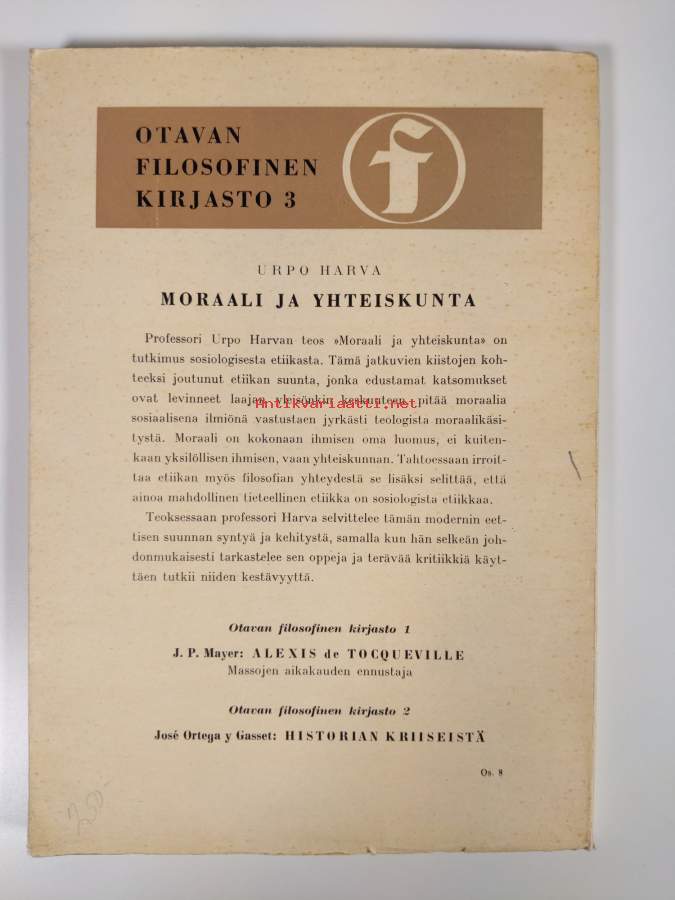 OTAVAN
FILOSOFINEN
KIRJASTO 3
f
URPO HARVA
MORAALI JA YHTEISKUNTA
Professori Urpo Harvan teos »Moraali ja yhteiskunta» on
tutkimus sosiologisesta etiikasta. Tämä jatkuvien kiistojen koh-
teeksi joutunut etiikan suunta, jonka edustamat katsomukset
ovat levinneet laajan yleisönkin keskuuteen, pitää moraalia
Antikvariaatti.net
sosiaalisena ilmiönä vastustaen jyrkästi teologista moraalikäsi-
tystä. Moraali on kokonaan ihmisen oma luomus, ei kuiten-
kaan yksilöllisen ihmisen, vaan yhteiskunnan. Tahtoessaan irroit-
taa etiikan myös filosofian yhteydestä se lisäksi selittää, että
ainoa mahdollinen tieteellinen etiikka on sosiologista etiikkaa.
Teoksessaan professori Harva selvittelee tämän modernin eet-
tisen suunnan syntyä ja kehitystä, samalla kun hän selkeän joh-
donmukaisesti tarkastelee sen oppeja ja terävää kritiikkiä käyt-
täen tutkii niiden kestävyyttä.
Otavan filosofinen kirjasto 1
J. P. Mayer: ALEXIS de TOCQUEVILLE
Massojen aikakauden ennustaja
Otavan filosofinen kirjasto 2
José Ortega y Gasset: HISTORIAN KRIISEISTÄ
Os. 8